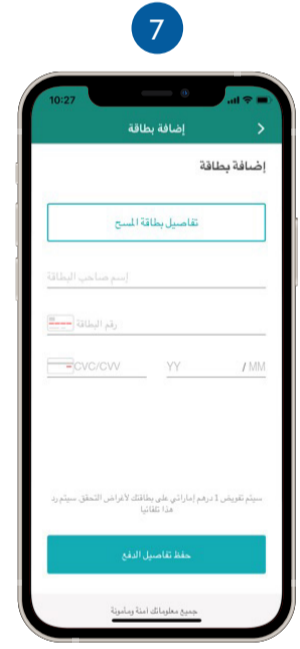 7
10:27
إضافة بطاقة
إضافة بطاقة
تفاصيل بطاقة المسح
إسم صاحب البطاقة
رقم البطاقة
MM / YY CVC/CVV
سيتم تفويض 1 درهم إماراتي على بطاقتك لأغراض التحقق. سيتم رد
هذا تلقائيا
حفظ تفاصيل الدفع
جميع معلوماتك آمنة ومأمونة